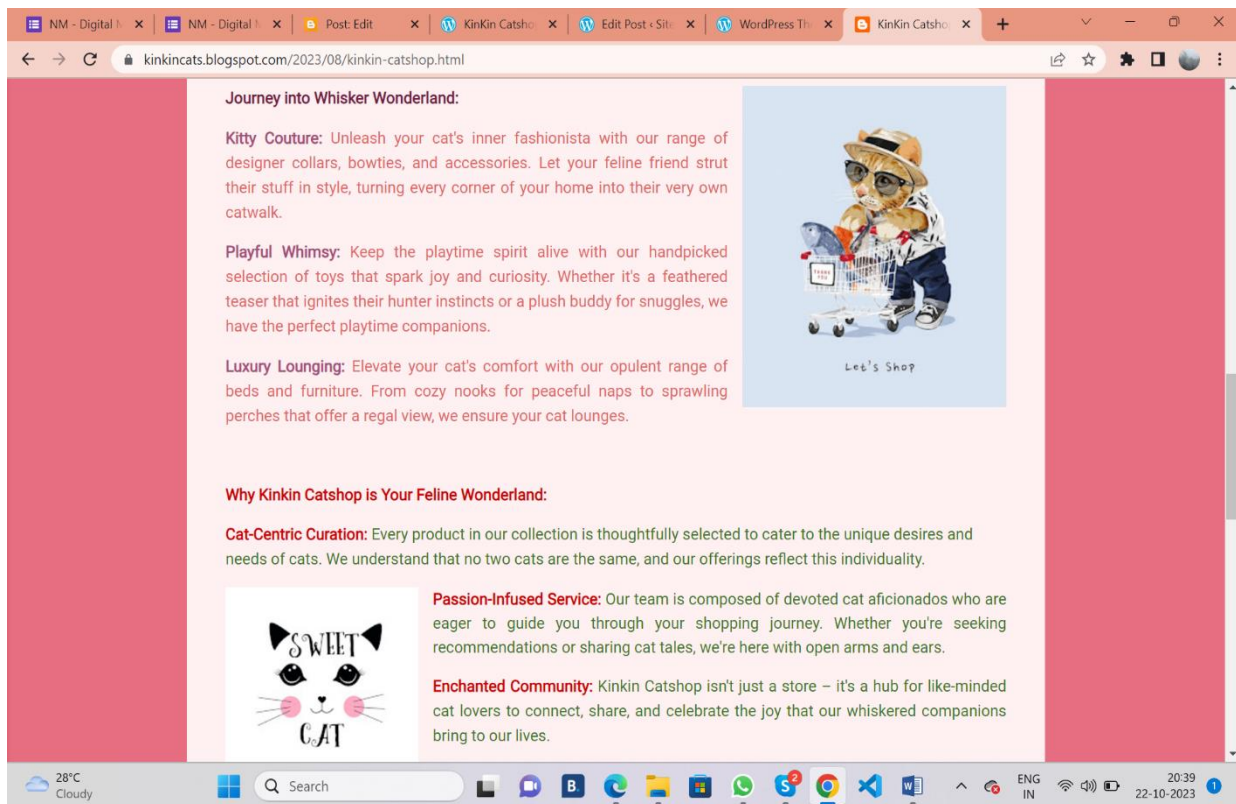 NM - Digital
NM - Digital
Post: Edit
KinKin Catsho
Edit Post ‹ Site
WordPress Th
KinKin Catshop
kinkincats.blogspot.com/2023/08/kinkin-catshop.html
Journey into Whisker Wonderland:
Kitty Couture: Unleash your cat's inner fashionista with our range of
designer collars, bowties, and accessories. Let your feline friend strut
their stuff in style, turning every corner of your home into their very own
catwalk.
Playful Whimsy: Keep the playtime spirit alive with our handpicked
selection of toys that spark joy and curiosity. Whether it's a feathered
teaser that ignites their hunter instincts or a plush buddy for snuggles, we
have the perfect playtime companions.
Luxury Lounging: Elevate your cat's comfort with our opulent range of
beds and furniture. From cozy nooks for peaceful naps to sprawling
perches that offer a regal view, we ensure your cat lounges.
THANK
YOU
Let's Shop
Why Kinkin Catshop is Your Feline Wonderland:
Cat-Centric Curation: Every product in our collection is thoughtfully selected to cater to the unique desires and
needs of cats. We understand that no two cats are the same, and our offerings reflect this individuality.
SWEET
CAT
Passion-Infused Service: Our team is composed of devoted cat aficionados who are
eager to guide you through your shopping journey. Whether you're seeking
recommendations or sharing cat tales, we're here with open arms and ears.
Enchanted Community: Kinkin Catshop isn't just a store – it's a hub for like-minded
cat lovers to connect, share, and celebrate the joy that our whiskered companions
bring to our lives.
28°C
Cloudy
Search
B.
2
ENG
IN
20:39
22-10-2023
1